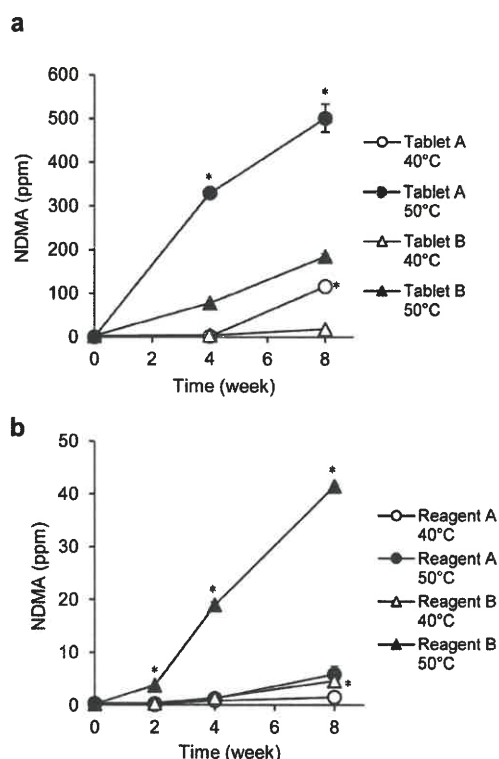 a
600
500
400
300
200
100
0
NDMA (ppm)
*
*
*
0
2
4
6
8
Time (week)
Tablet A
40°C
Tablet A
50°C
Tablet B
40°C
Tablet B
50°C
b
50
40
30
20
10
0
NDMA (ppm)
*
*
*
*
0
2
4
6
8
Time (week)
Reagent A
40°C
Reagent A
50°C
Reagent B
40°C
Reagent B
50°C